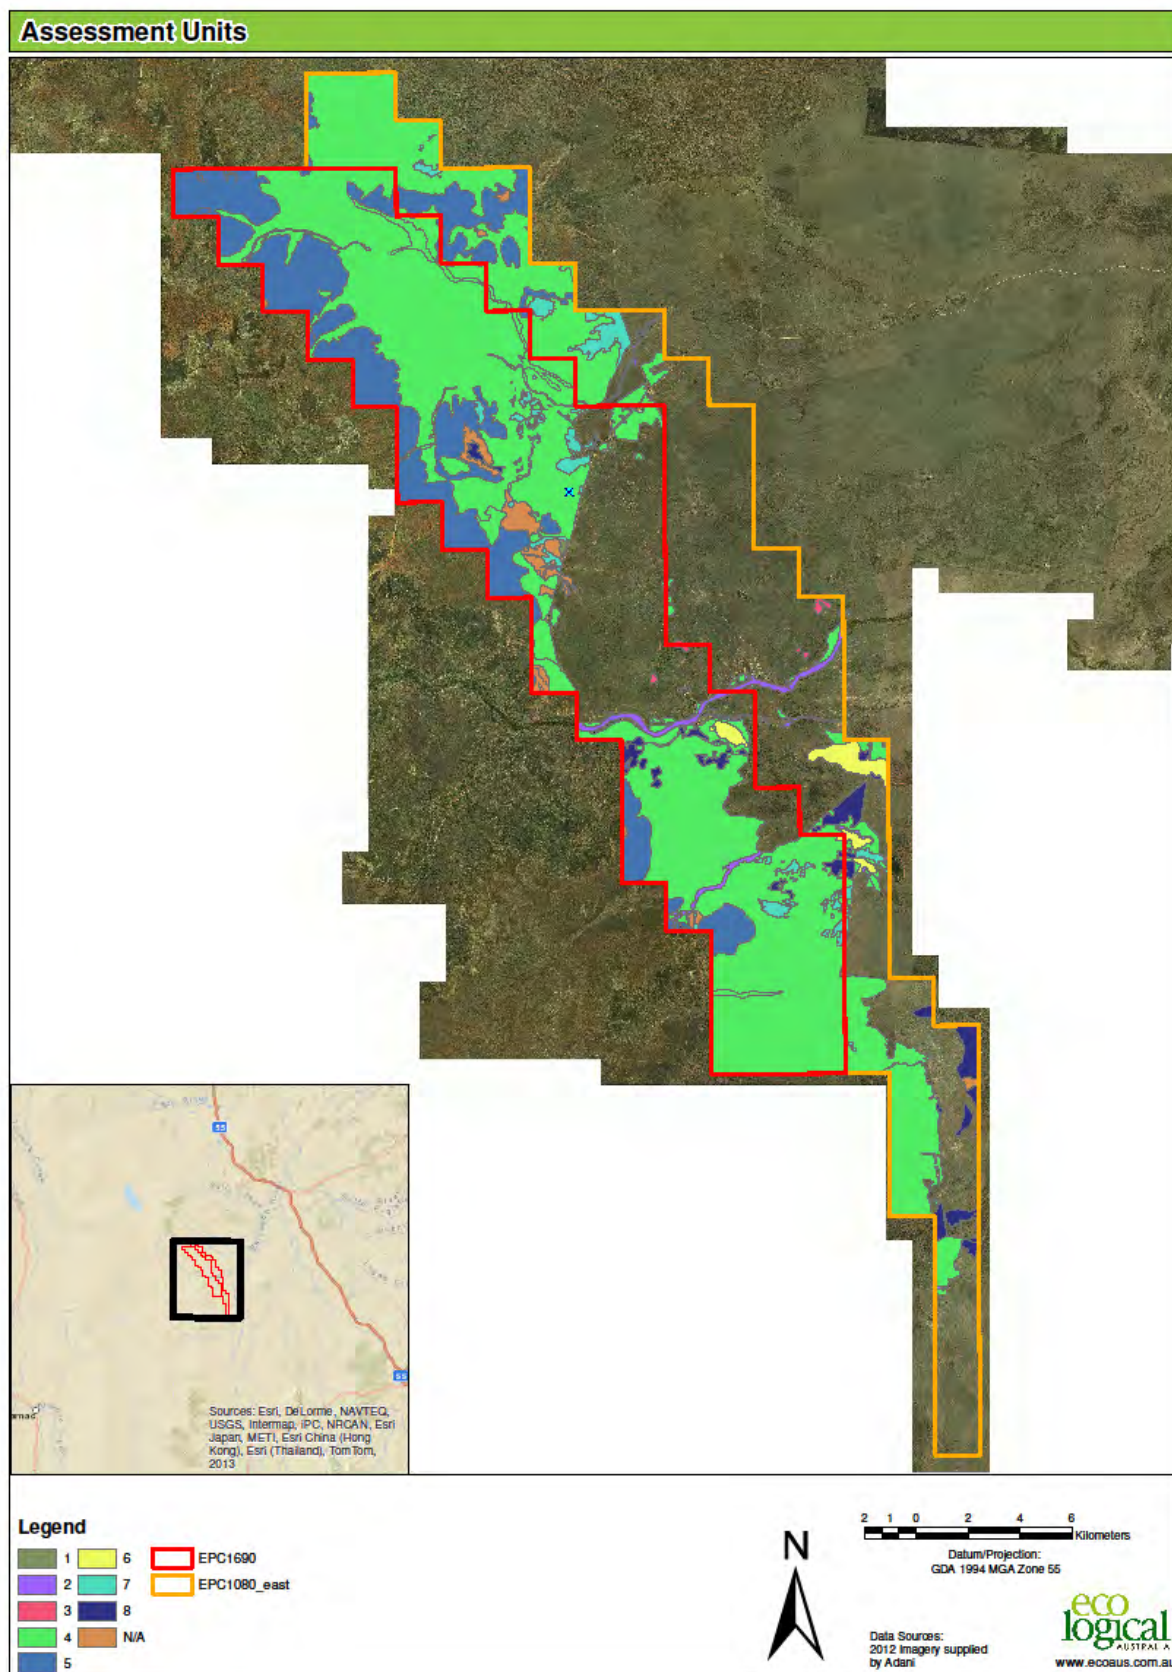 Assessment Units
55
55
Sources: Esri, DeLorme, NAVTEQ,
USGS, Intermap, iPC, NRCAN, Esri
Japan, METI, Esri China (Hong
Kong), Esri (Thailand), TomTom,
2013
Legend
1
2
3
4
5
6
7
8
N/A
EPC1690
EPC1080_east
N
2 1 0 2 4 6
Kilometers
Datum/Projection:
GDA 1994 MGA Zone 55
Data Sources:
2012 Imagery supplied
by Adani
eco
logical
AUSTRALIA
www.ecoaus.com.au